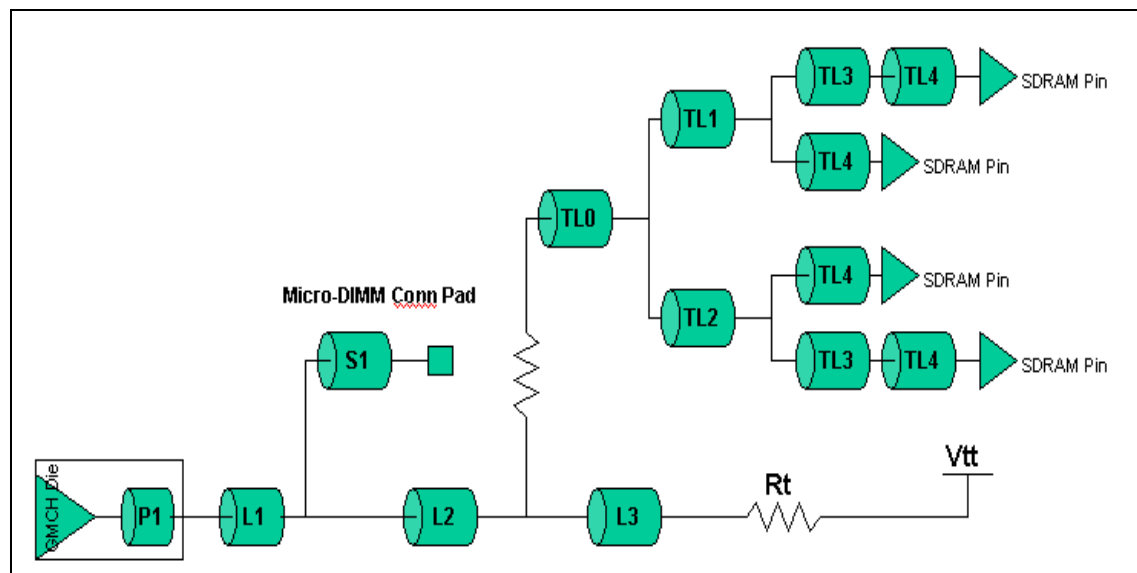 TL3
TL4
SDRAM Pin
TL1
TL4
SDRAM Pin
TL0
TL4
SDRAM Pin
Micro-DIMM Conn Pad
TL2
S1
TL3
TL4
SDRAM Pin
Vtt
Rt
GMCH Die
P1
L1
L2
L3